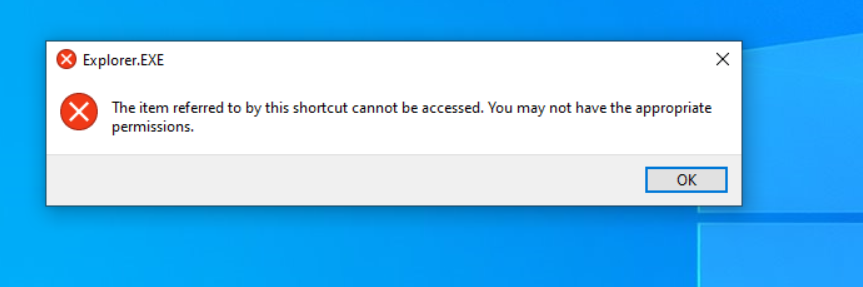 Explorer.EXE
The item referred to by this shortcut cannot be accessed. You may not have the appropriate
permissions.
OK